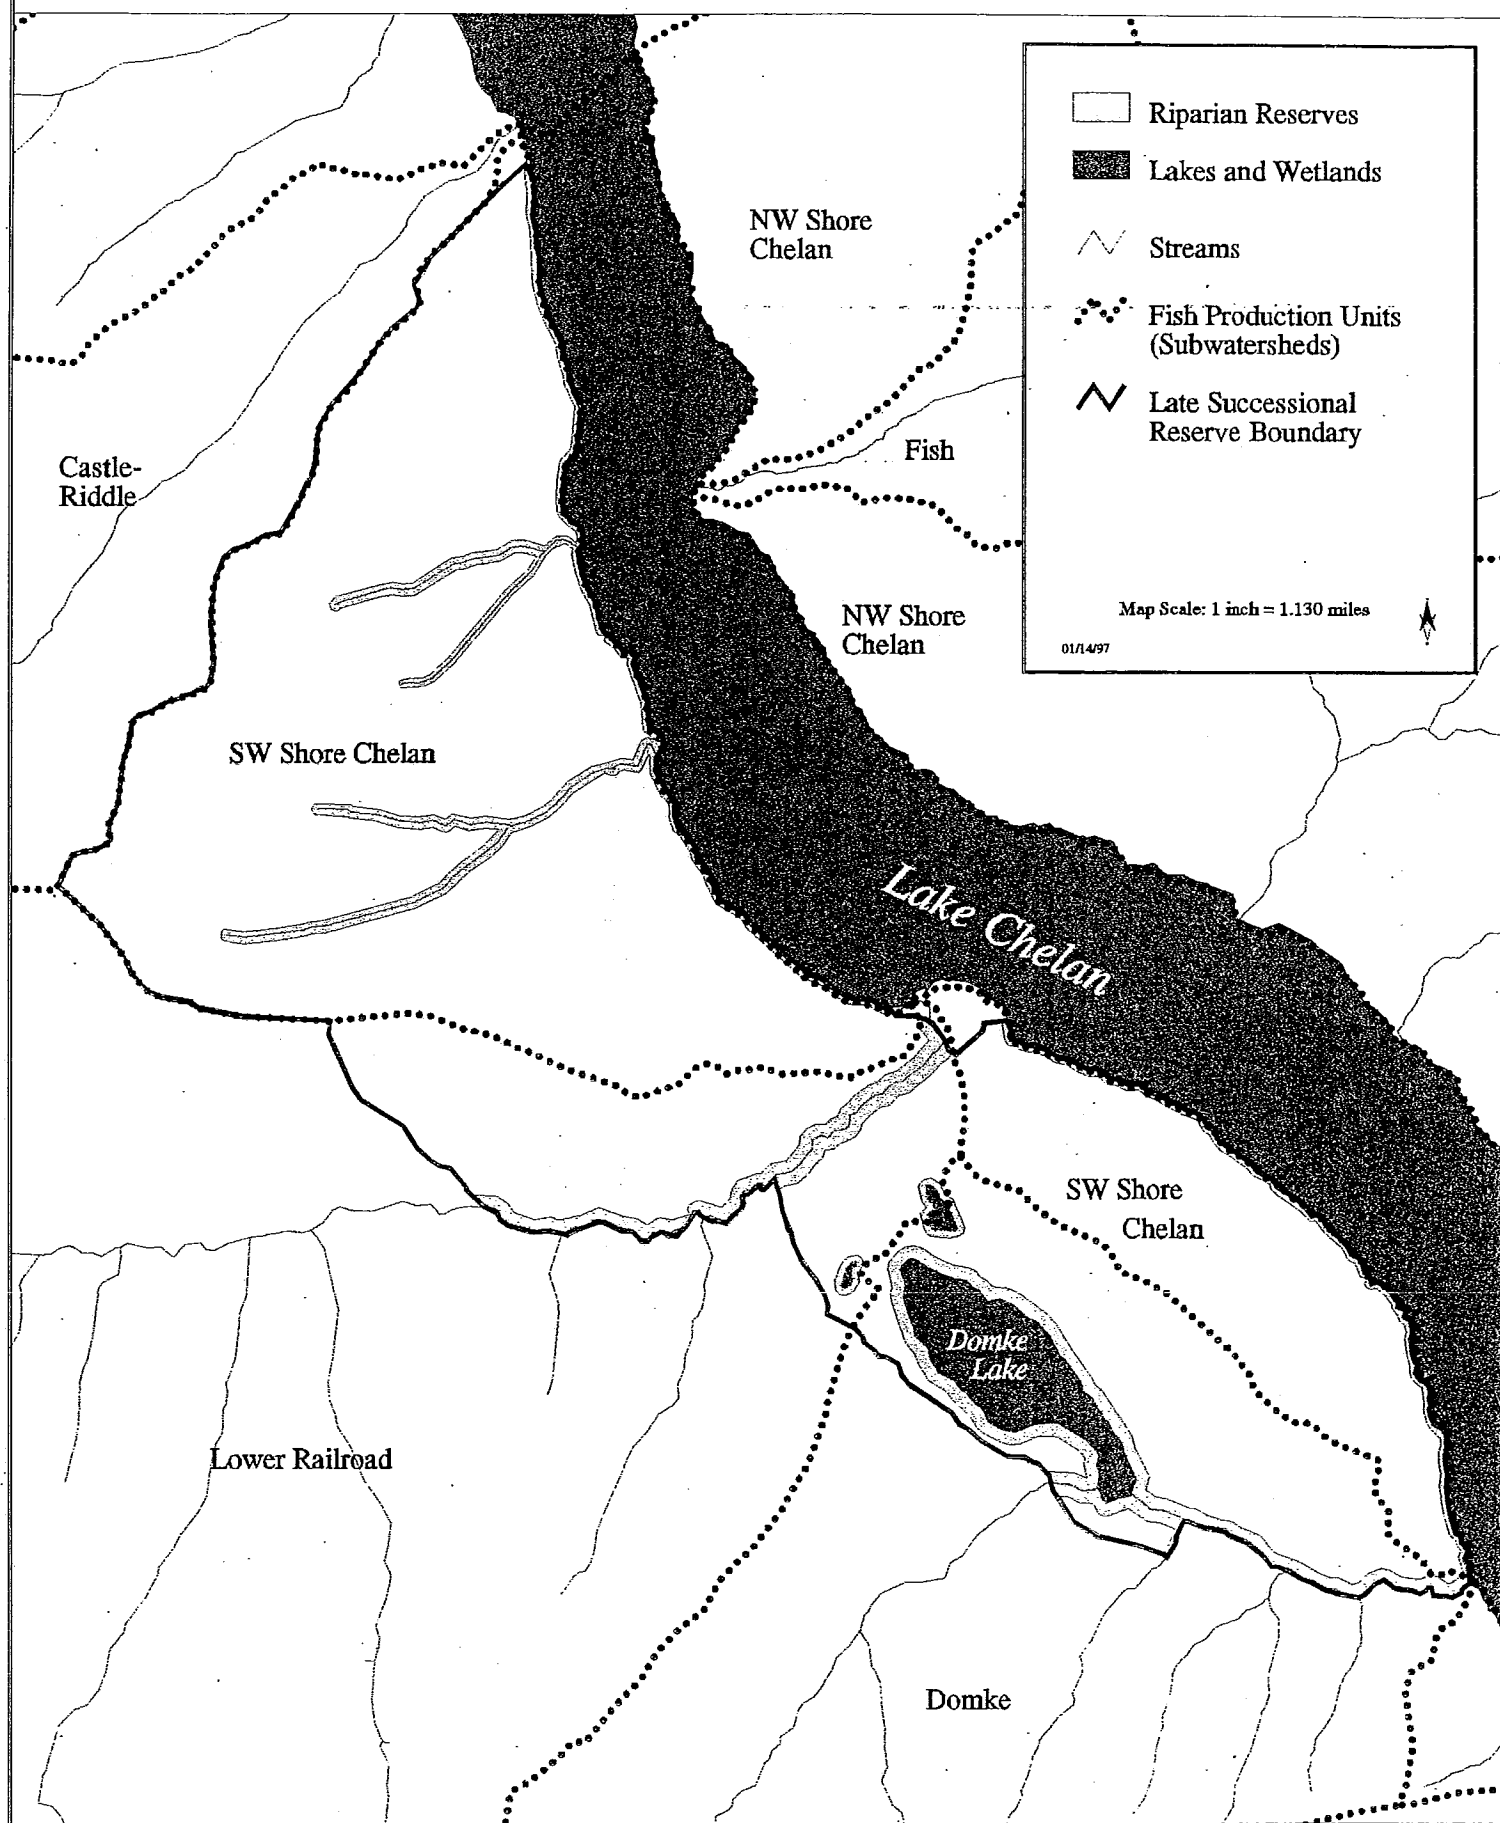 Riparian Reserves
Lakes and Wetlands
Streams
Fish Production Units
(Subwatersheds)
Late Successional
Reserve Boundary
Map Scale: 1 inch = 1.130 miles
01/14/97
NW Shore
Chelan
Fish
Castle-
Riddle
NW Shore
Chelan
SW Shore Chelan
Lake Chelan
SW Shore
Chelan
Domke
Lake
Lower Railroad
Domke